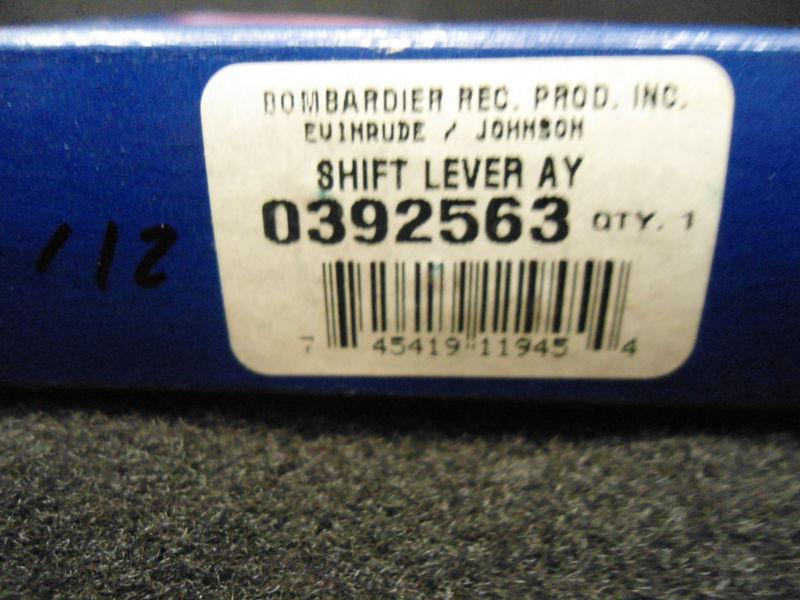 BOMBARDIER REC. PROD. INC.
EVINRUDE / JOHNSON
SHIFT LEVER AY
0392563 QTY. 1
112
7 45419 11945 4